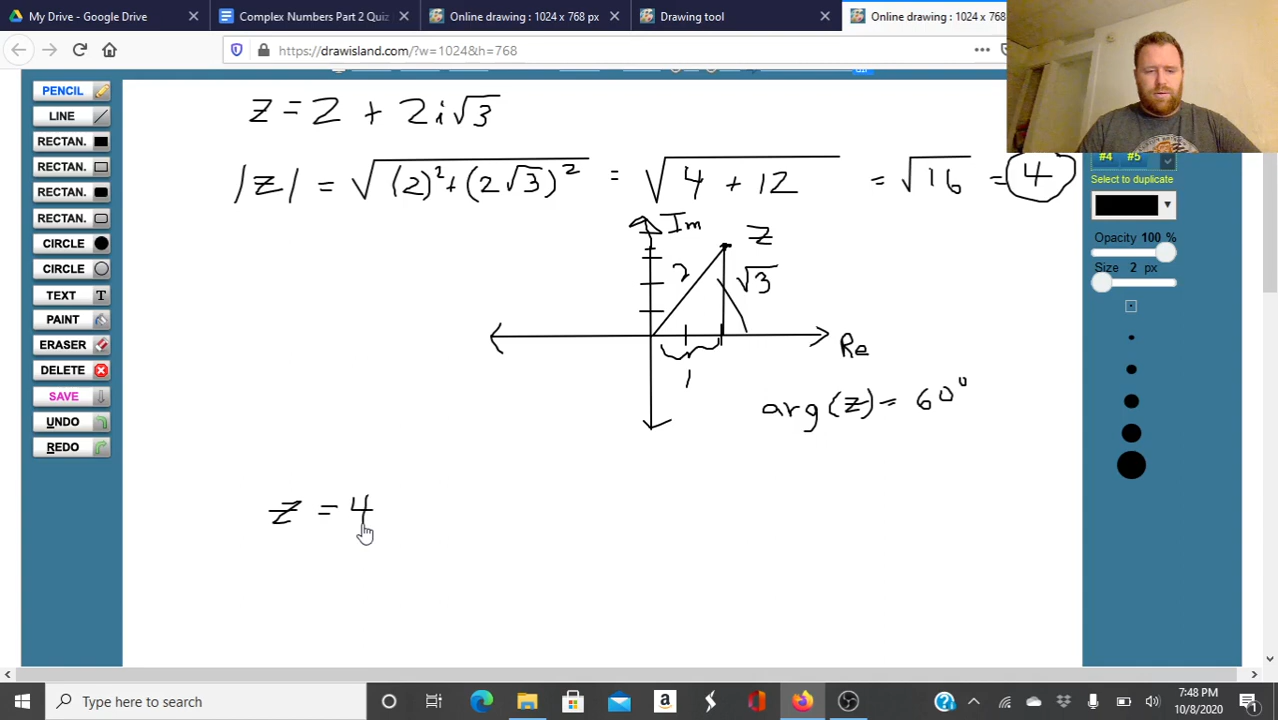 My Drive - Google Drive
Complex Numbers Part 2 Quiz
Online drawing : 1024 x 768 px
Drawing tool
Online drawing : 1024 x 768
https://drawisland.com/?w=1024&h=768
PENCIL
LINE
RECTAN.
RECTAN.
RECTAN.
RECTAN.
CIRCLE
CIRCLE
TEXT T
PAINT
ERASER
DELETE
SAVE
UNDO
REDO
z = 2 + 2i√3
|z| = √(2)²+(2√3)² = √4 + 12 = √16 = 4
Im
z
2
√3
Re
1
arg(z) = 60°
z = 4
#4 #5
Select to duplicate
Opacity 100 %
Size 2 px
Type here to search
7:48 PM
10/8/2020